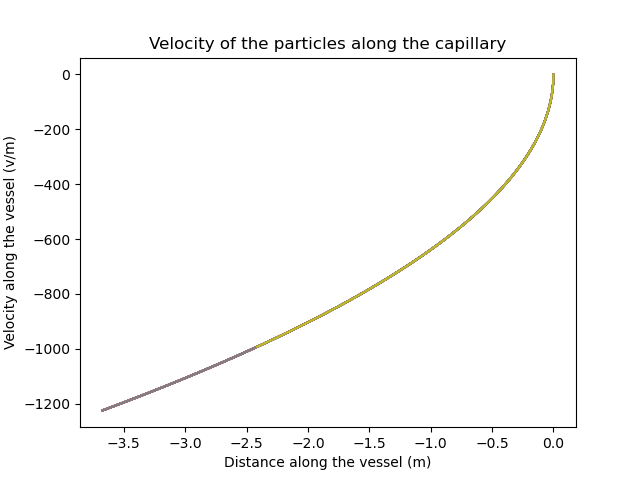 Velocity of the particles along the capillary
Velocity along the vessel (v/m)
0
−200
−400
−600
−800
−1000
−1200
−3.5 −3.0 −2.5 −2.0 −1.5 −1.0 −0.5 0.0
Distance along the vessel (m)